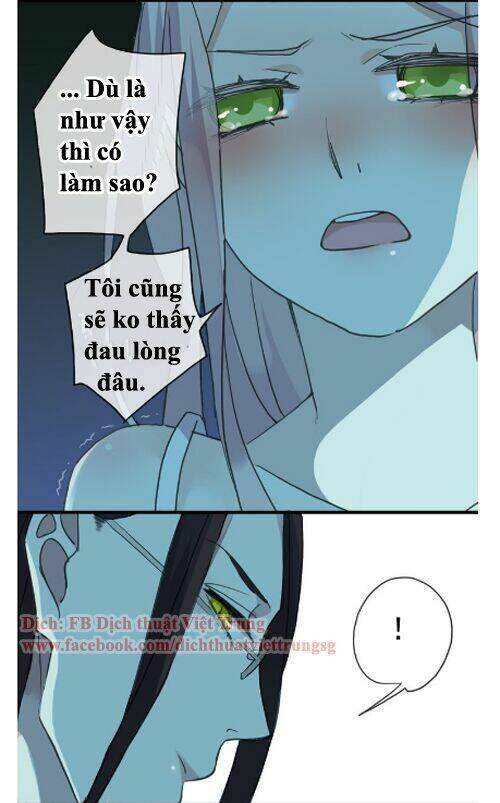 ... Dù là
như vậy
thì có
làm sao?
Tôi cũng
sẽ ko thấy
đau lòng
đâu.
Dịch: FB Dịch thuật Việt Trung
www.facebook.com/dichthuatviettrungsg
!